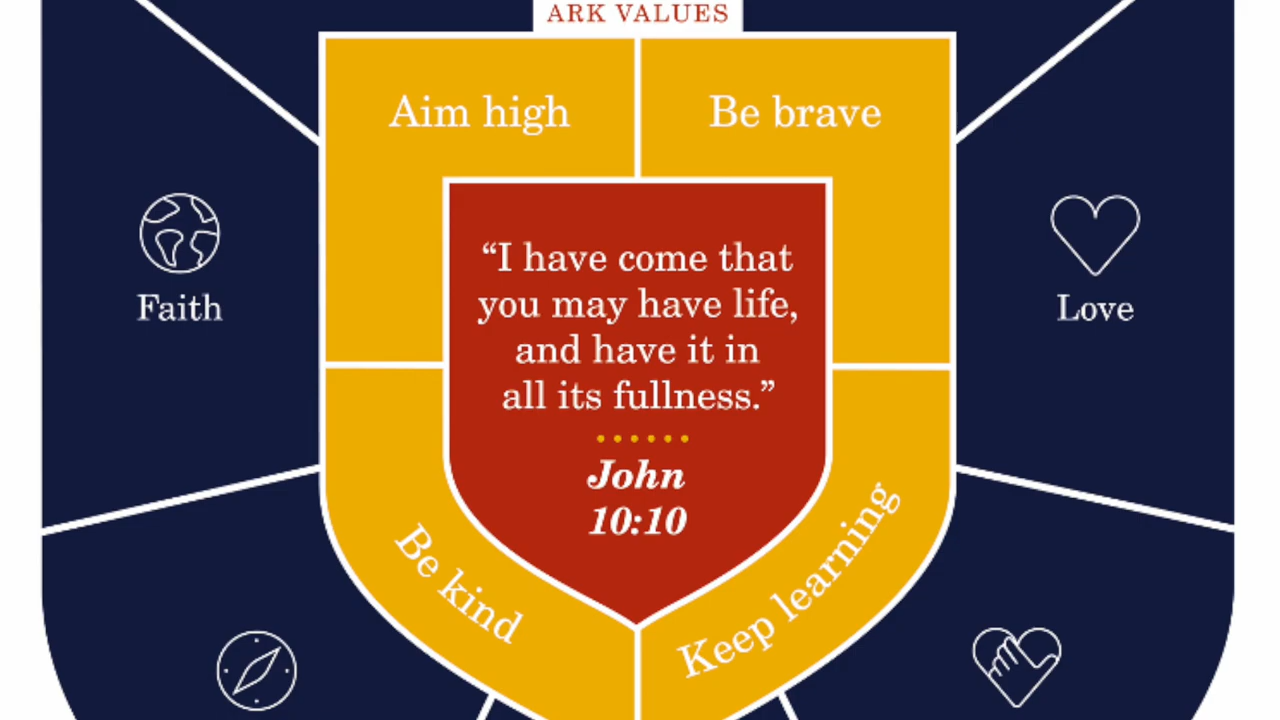 ARK VALUES
Aim high
Be brave
Faith
“I have come that
you may have life,
and have it in
all its fullness.”
John
10:10
Love
Be kind
Keep learning